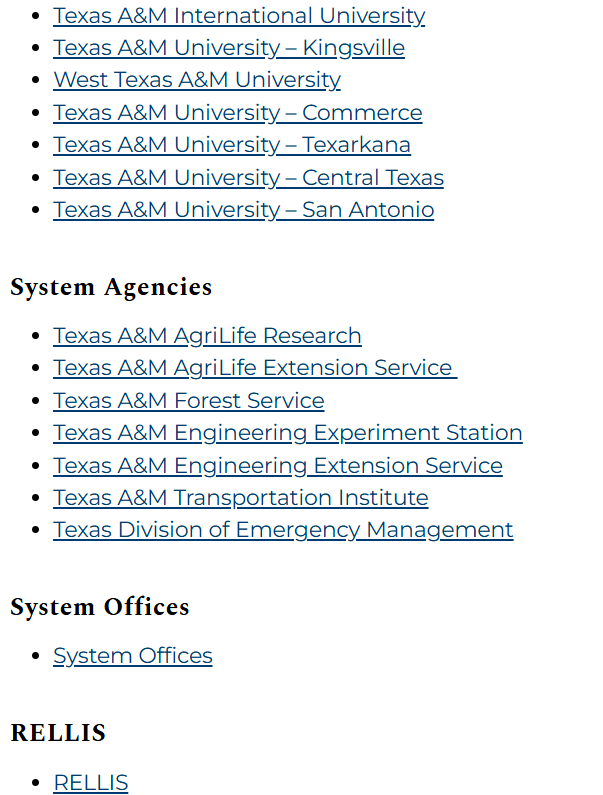 Texas A&M International University
Texas A&M University – Kingsville
West Texas A&M University
Texas A&M University – Commerce
Texas A&M University – Texarkana
Texas A&M University – Central Texas
Texas A&M University – San Antonio
System Agencies
Texas A&M AgriLife Research
Texas A&M AgriLife Extension Service
Texas A&M Forest Service
Texas A&M Engineering Experiment Station
Texas A&M Engineering Extension Service
Texas A&M Transportation Institute
Texas Division of Emergency Management
System Offices
System Offices
RELLIS
RELLIS